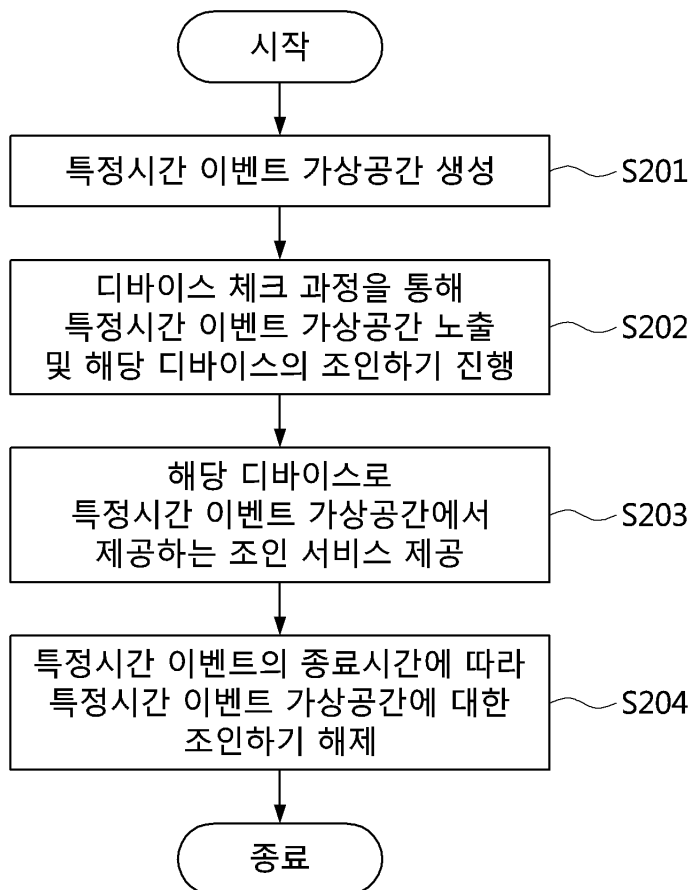 시작
특정시간 이벤트 가상공간 생성
S201
디바이스 체크 과정을 통해
특정시간 이벤트 가상공간 노출
및 해당 디바이스의 조인하기 진행
S202
해당 디바이스로
특정시간 이벤트 가상공간에서
제공하는 조인 서비스 제공
S203
특정시간 이벤트의 종료시간에 따라
특정시간 이벤트 가상공간에 대한
조인하기 해제
S204
종료